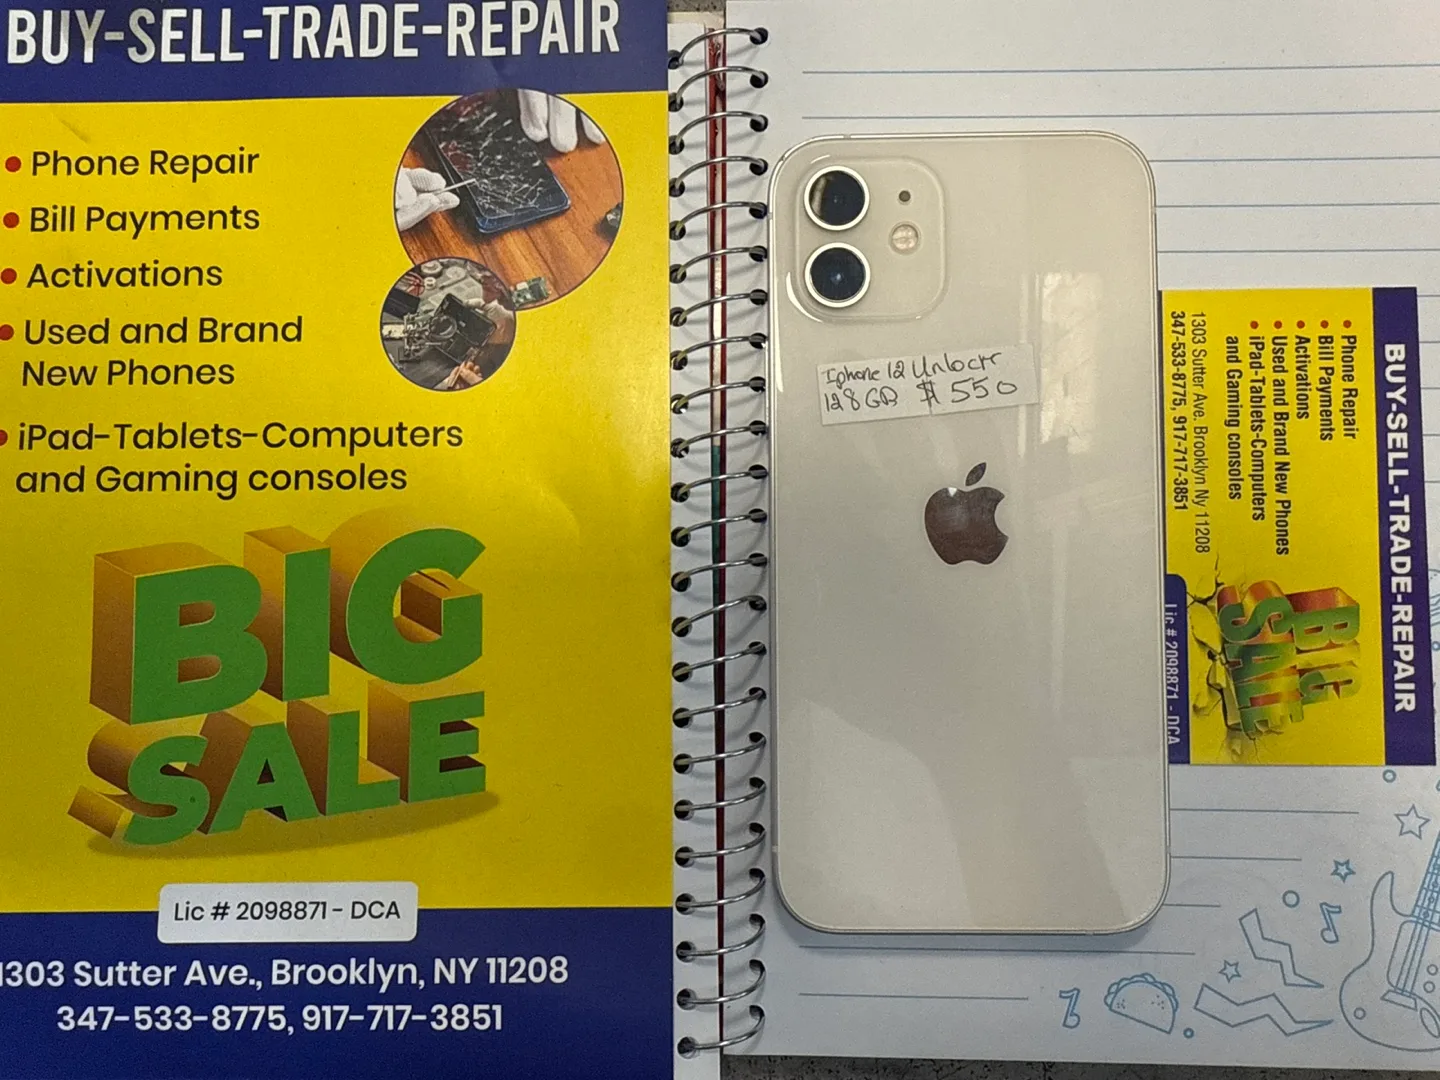 BUY-SELL-TRADE-REPAIR
• Phone Repair
• Bill Payments
• Activations
• Used and Brand
New Phones
• iPad-Tablets-Computers
and Gaming consoles
BIG
SALE
Lic # 2098871 - DCA
1303 Sutter Ave., Brooklyn, NY 11208
347-533-8775, 917-717-3851
Iphone 12 Unlock
128GB $550
BUY-SELL-TRADE-REPAIR
• Phone Repair
• Bill Payments
• Activations
• Used and Brand New Phones
• iPad-Tablets-Computers
and Gaming consoles
1303 Sutter Ave. Brooklyn Ny 11208
347-533-8775, 917-717-3851
BIG
SALE
Lic # 2098871 - DCA